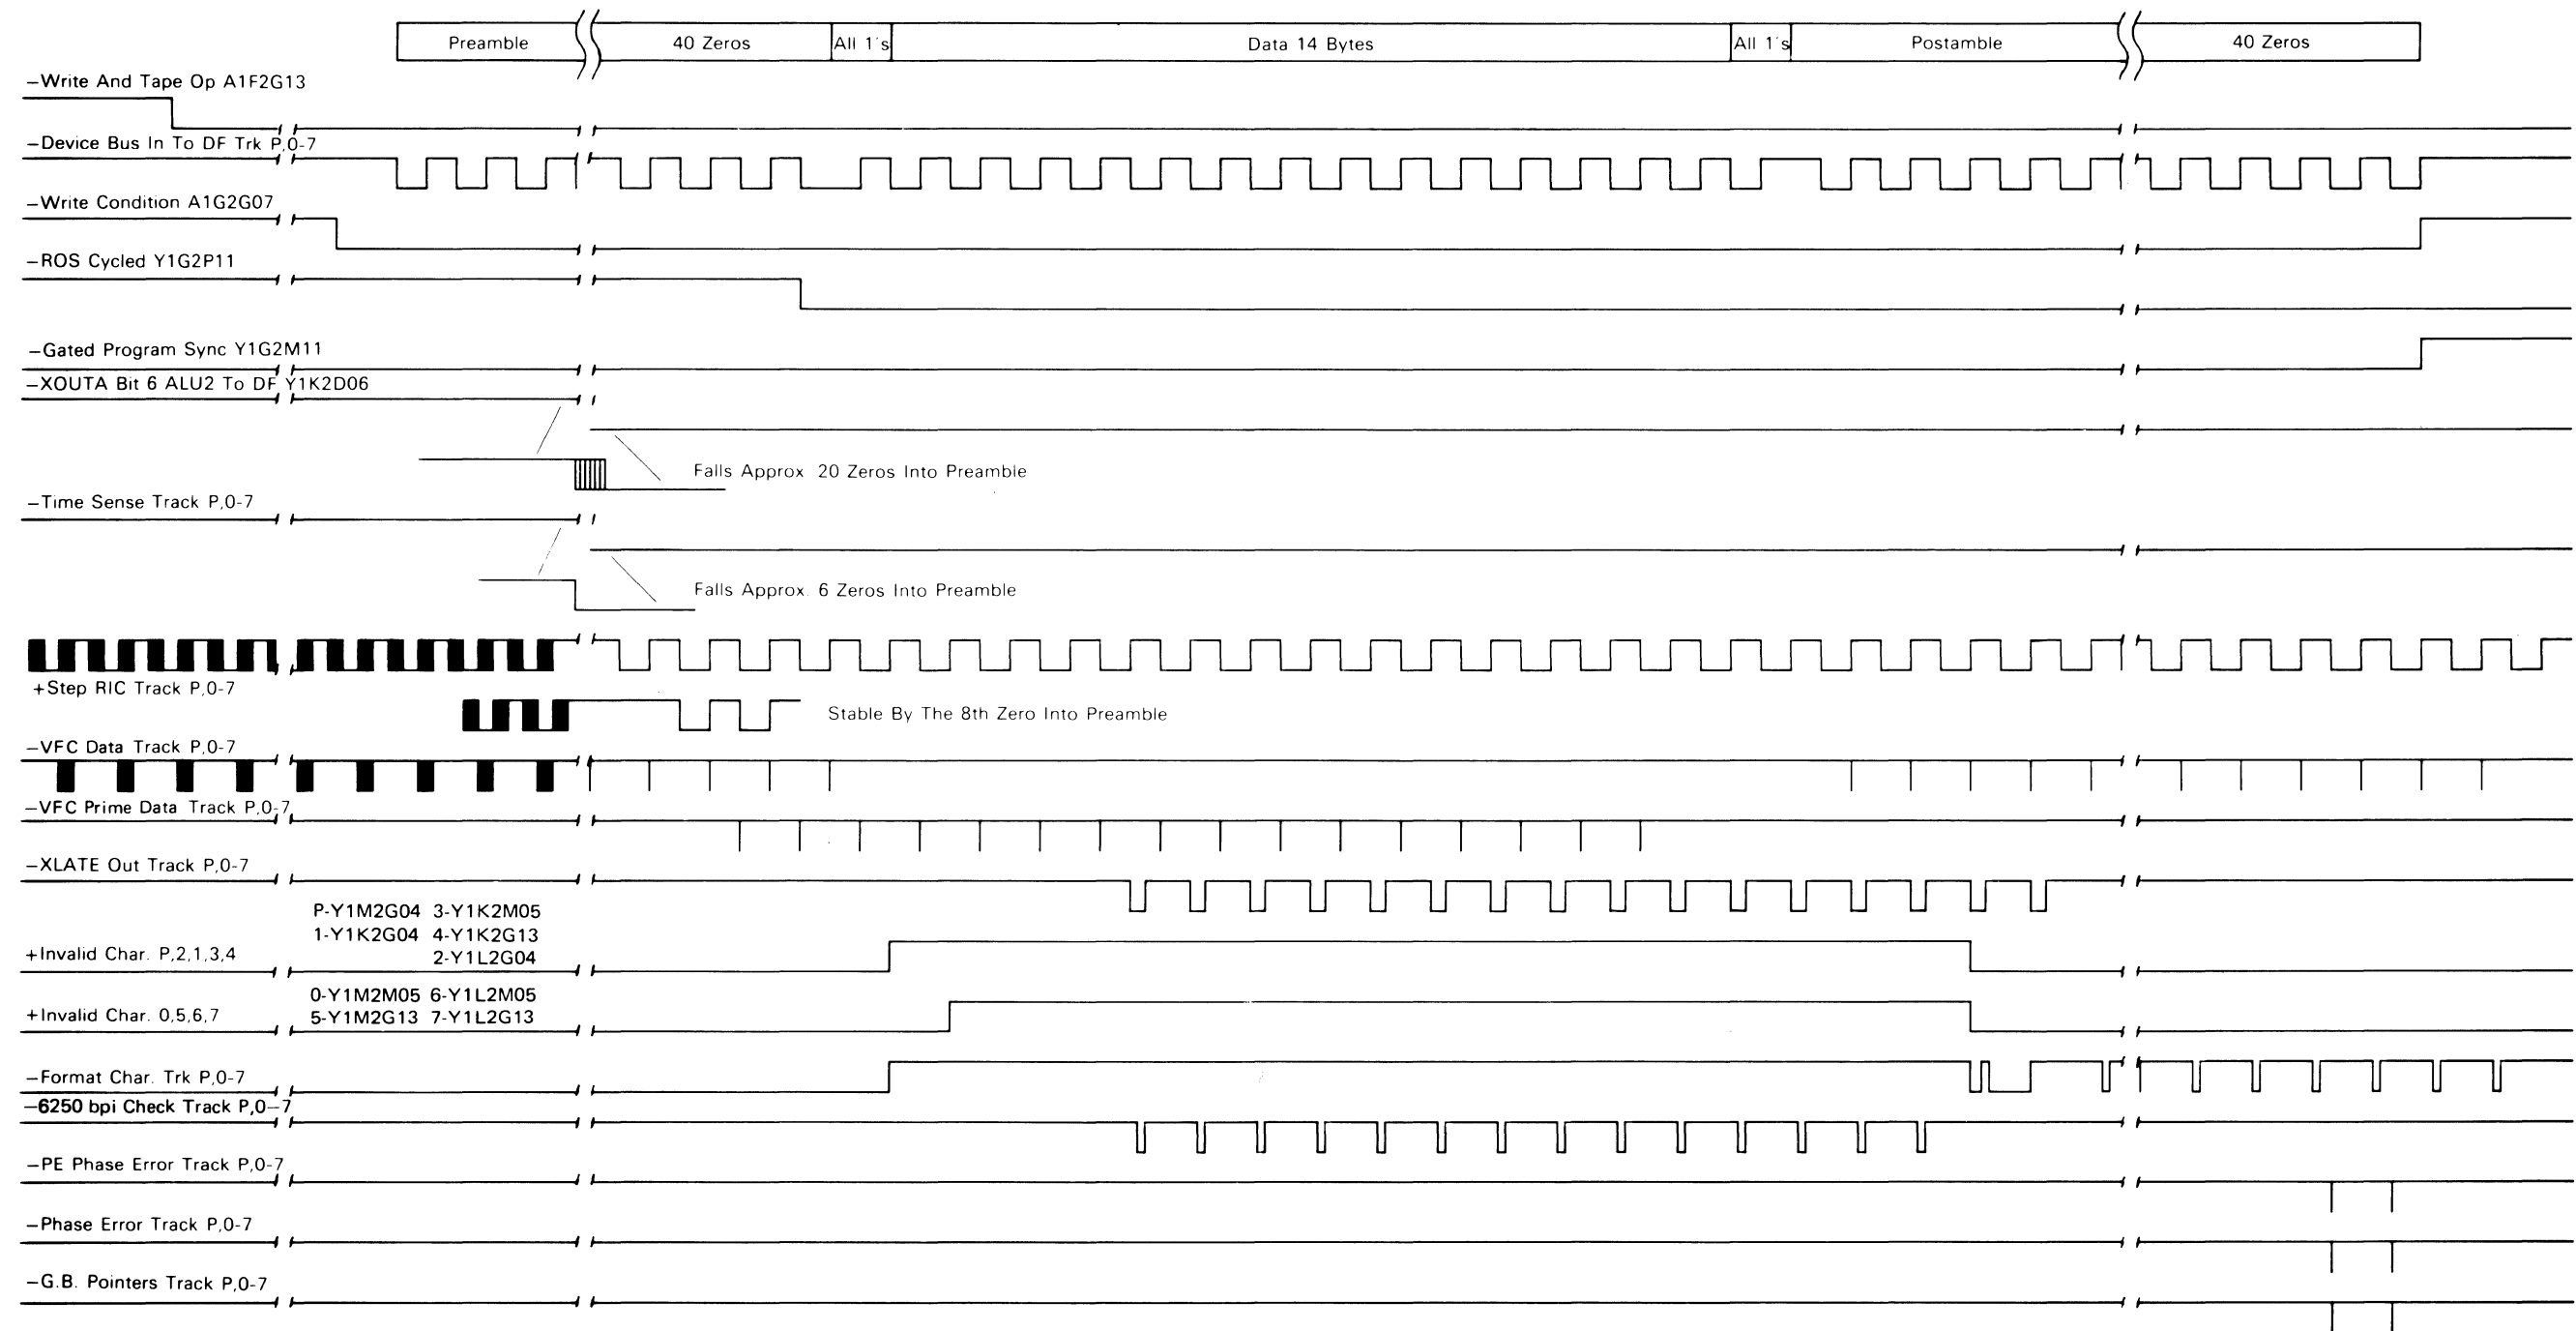 Preamble 40 Zeros All 1's Data 14 Bytes All 1's Postamble 40 Zeros
–Write And Tape Op A1F2G13
–Device Bus In To DF Trk P,0-7
–Write Condition A1G2G07
–ROS Cycled Y1G2P11
–Gated Program Sync Y1G2M11
–XOUTA Bit 6 ALU2 To DF Y1K2D06
Falls Approx 20 Zeros Into Preamble
–Time Sense Track P,0-7
Falls Approx. 6 Zeros Into Preamble
+Step RIC Track P,0-7
Stable By The 8th Zero Into Preamble
–VFC Data Track P,0-7
–VFC Prime Data Track P,0-7
–XLATE Out Track P,0-7
P-Y1M2G04 3-Y1K2M05
1-Y1K2G04 4-Y1K2G13
+Invalid Char. P,2,1,3,4
2-Y1L2G04
0-Y1M2M05 6-Y1L2M05
+Invalid Char. 0,5,6,7
5-Y1M2G13 7-Y1L2G13
–Format Char. Trk P,0-7
–6250 bpi Check Track P,0–7
–PE Phase Error Track P,0-7
–Phase Error Track P,0-7
–G.B. Pointers Track P,0-7